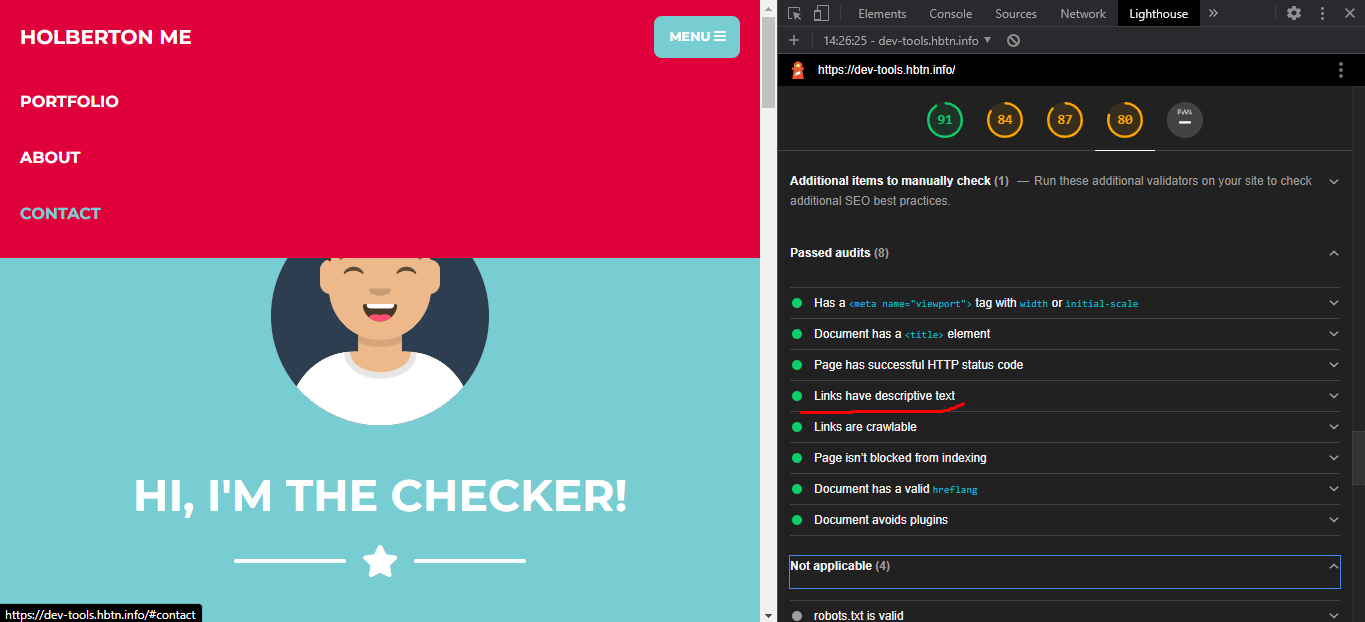 HOLBERTON ME
MENU
PORTFOLIO
ABOUT
CONTACT
HI, I'M THE CHECKER!
https://dev-tools.hbtn.info/#contact
Elements Console Sources Network Lighthouse »
+ 14:26:25 - dev-tools.hbtn.info ▼
https://dev-tools.hbtn.info/
91 84 87 80 PWA
Additional items to manually check (1) — Run these additional validators on your site to check
additional SEO best practices.
Passed audits (8)
Has a <meta name="viewport"> tag with width or initial-scale
Document has a <title> element
Page has successful HTTP status code
Links have descriptive text
Links are crawlable
Page isn't blocked from indexing
Document has a valid hreflang
Document avoids plugins
Not applicable (4)
robots.txt is valid